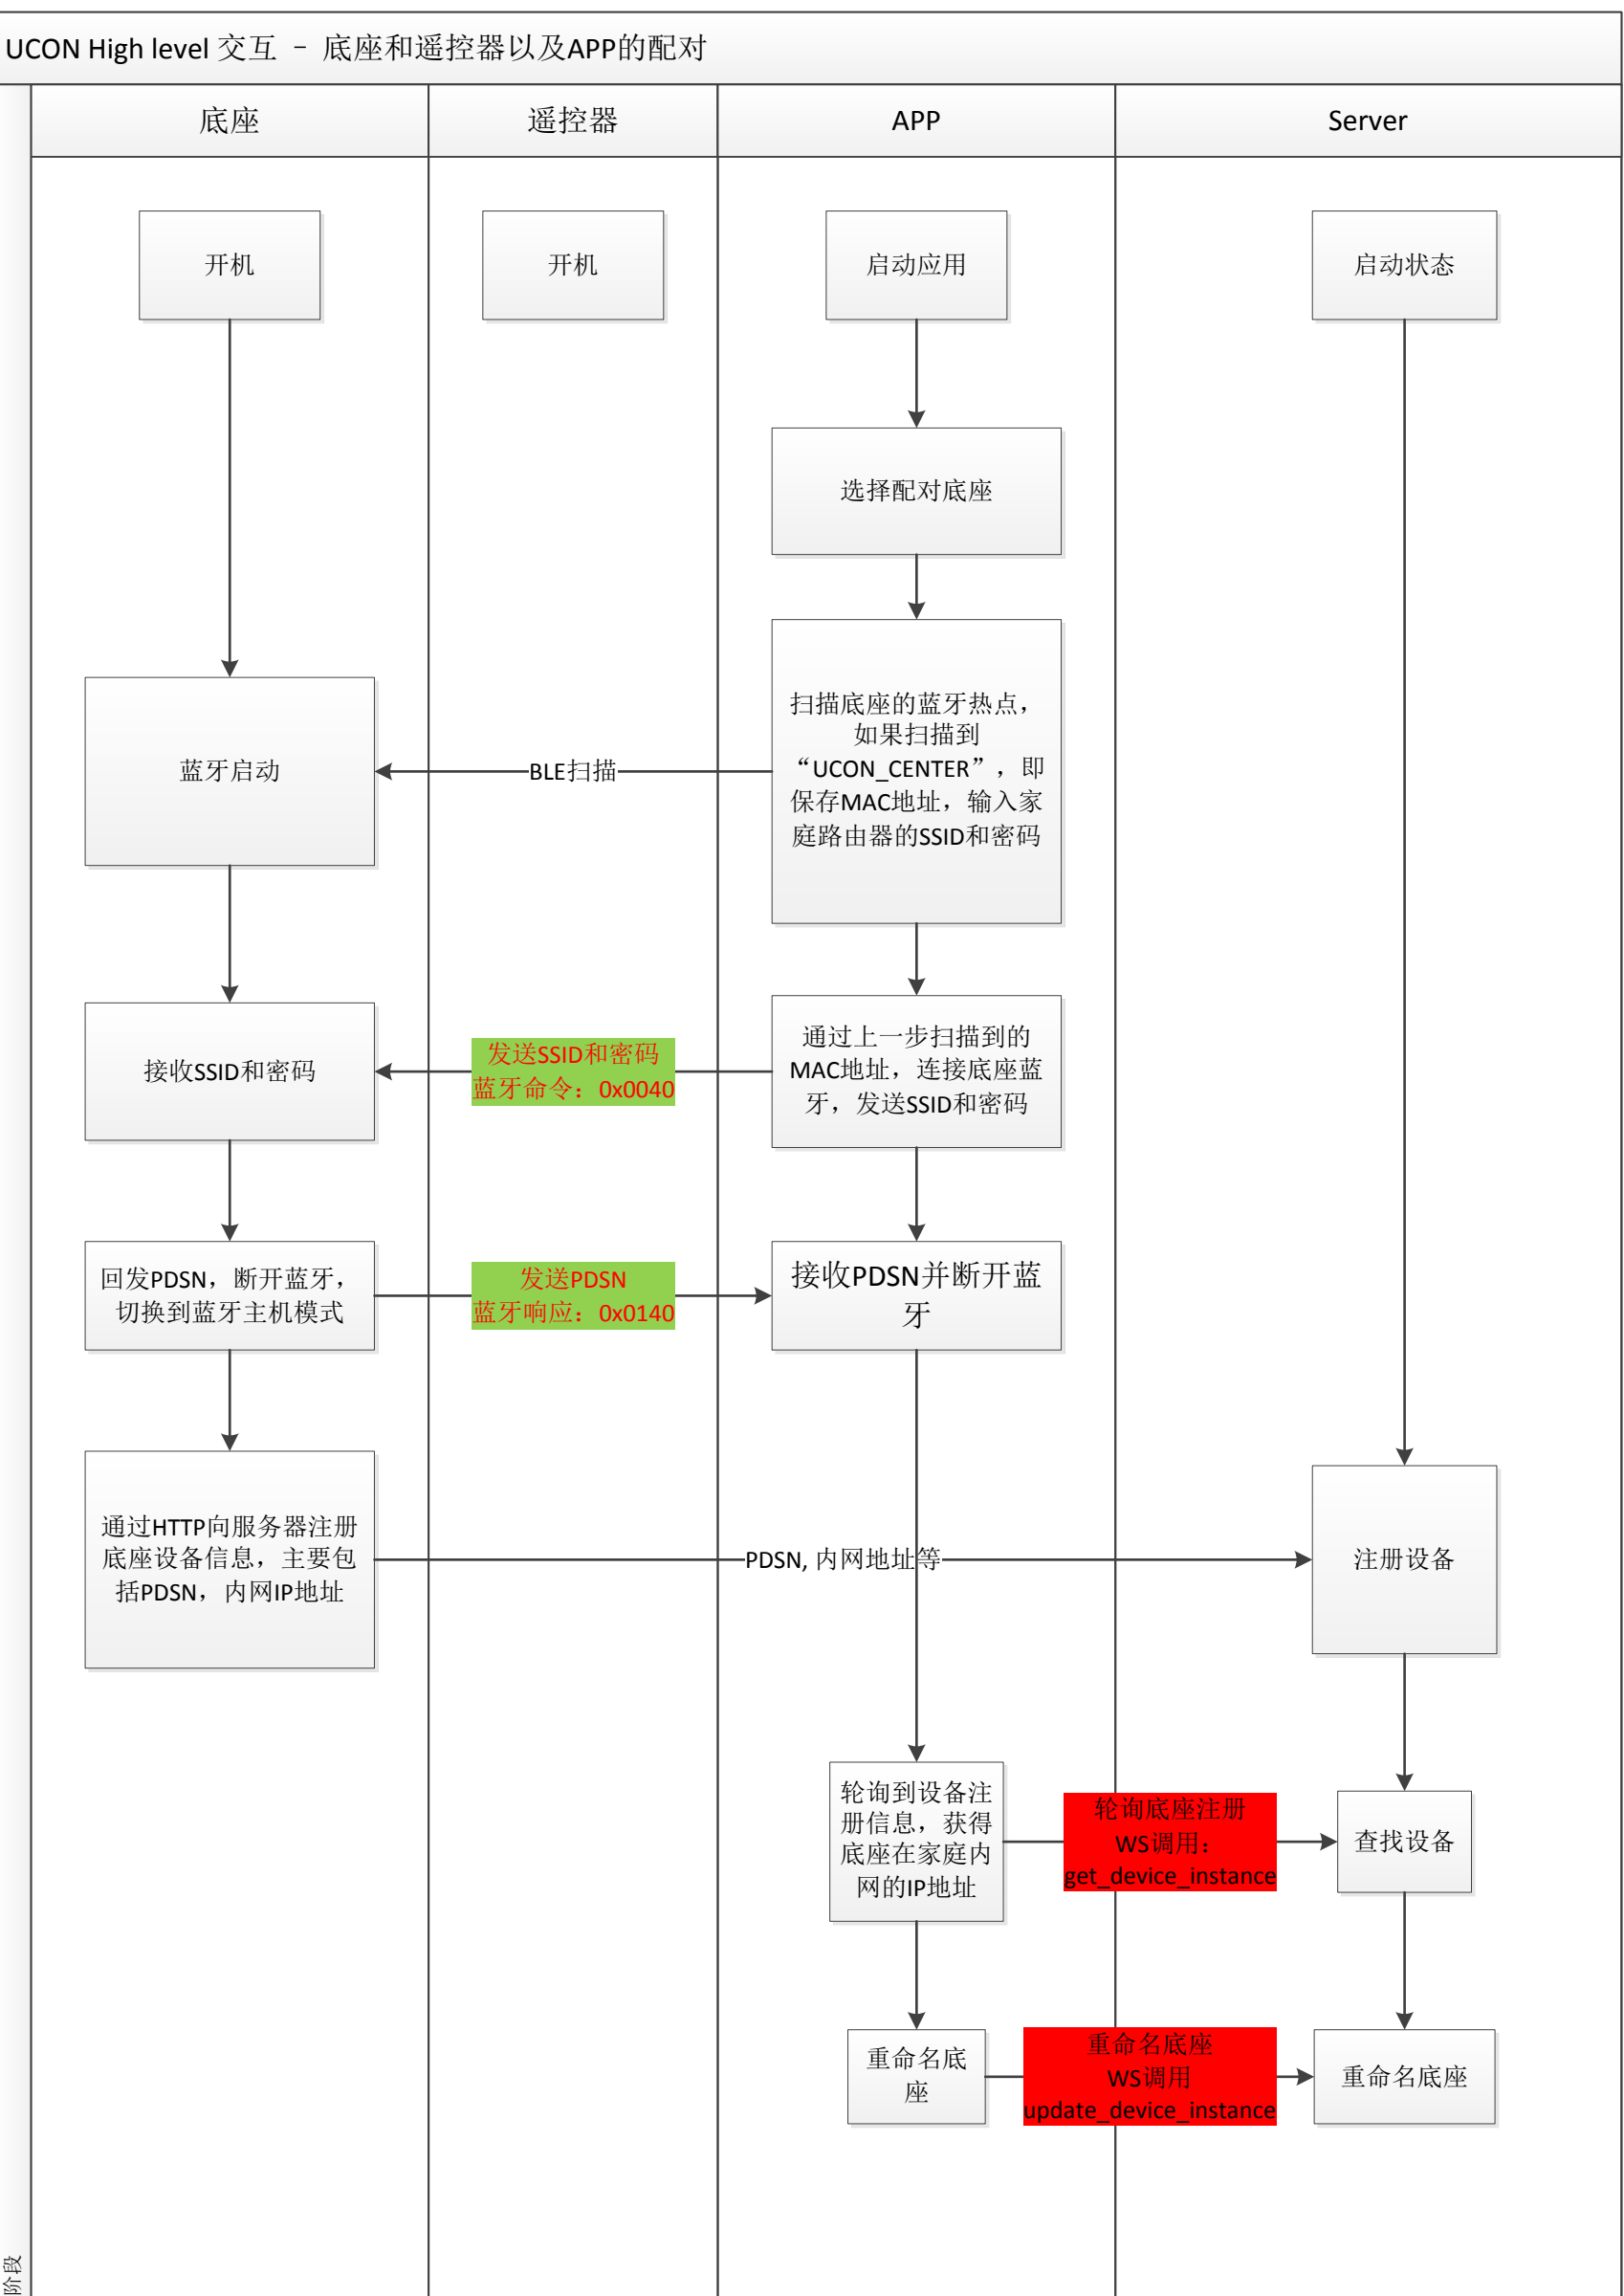 UCON High level 交互 – 底座和遥控器以及APP的配对
底座
遥控器
APP
Server
开机
开机
启动应用
启动状态
选择配对底座
扫描底座的蓝牙热点，
如果扫描到
“UCON_CENTER”，即
保存MAC地址，输入家
庭路由器的SSID和密码
蓝牙启动
BLE扫描
接收SSID和密码
发送SSID和密码
蓝牙命令：0x0040
通过上一步扫描到的
MAC地址，连接底座蓝
牙，发送SSID和密码
回发PDSN，断开蓝牙，
切换到蓝牙主机模式
发送PDSN
蓝牙响应：0x0140
接收PDSN并断开蓝
牙
通过HTTP向服务器注册
底座设备信息，主要包
括PDSN，内网IP地址
PDSN, 内网地址等
注册设备
轮询到设备注
册信息，获得
底座在家庭内
网的IP地址
轮询底座注册
WS调用：
get_device_instance
查找设备
重命名底
座
重命名底座
WS调用
update_device_instance
重命名底座
阶段